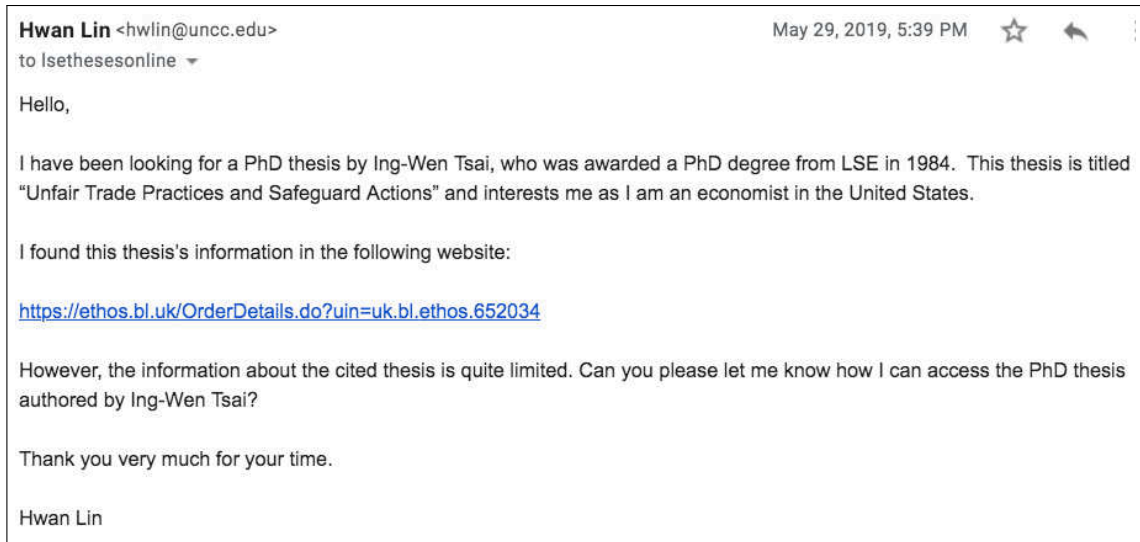 Hwan Lin <hwlin@uncc.edu> May 29, 2019, 5:39 PM
to lsethesesonline
Hello,
I have been looking for a PhD thesis by Ing-Wen Tsai, who was awarded a PhD degree from LSE in 1984.  This thesis is titled
“Unfair Trade Practices and Safeguard Actions” and interests me as I am an economist in the United States.
I found this thesis's information in the following website:
https://ethos.bl.uk/OrderDetails.do?uin=uk.bl.ethos.652034
However, the information about the cited thesis is quite limited. Can you please let me know how I can access the PhD thesis
authored by Ing-Wen Tsai?
Thank you very much for your time.
Hwan Lin